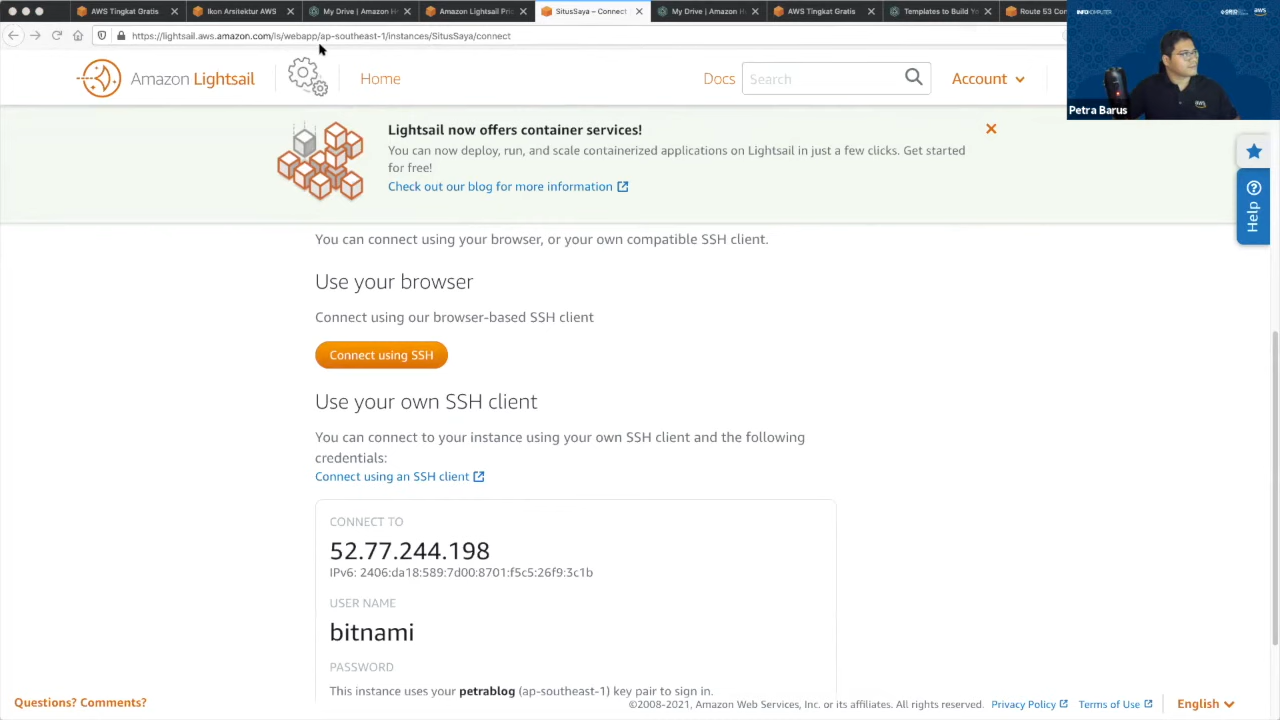 AWS Tingkat Gratis
Ikon Arsitektur AWS
My Drive | Amazon H
Amazon Lightsail Pric
SitusSaya – Connect
My Drive | Amazon H
AWS Tingkat Gratis
Templates to Build Yo
Route 53 Con
https://lightsail.aws.amazon.com/ls/webapp/ap-southeast-1/instances/SitusSaya/connect
INFOKOMPUTER
aws
Petra Barus
Amazon Lightsail
Home
Docs
Search
Account
Lightsail now offers container services!
You can now deploy, run, and scale containerized applications on Lightsail in just a few clicks. Get started
for free!
Check out our blog for more information
Help
You can connect using your browser, or your own compatible SSH client.
Use your browser
Connect using our browser-based SSH client
Connect using SSH
Use your own SSH client
You can connect to your instance using your own SSH client and the following
credentials:
Connect using an SSH client
CONNECT TO
52.77.244.198
IPv6: 2406:da18:589:7d00:8701:f5c5:26f9:3c1b
USER NAME
bitnami
PASSWORD
This instance uses your petrablog (ap-southeast-1) key pair to sign in.
Questions? Comments?
©2008-2021, Amazon Web Services, Inc. or its affiliates. All rights reserved.
Privacy Policy
Terms of Use
English